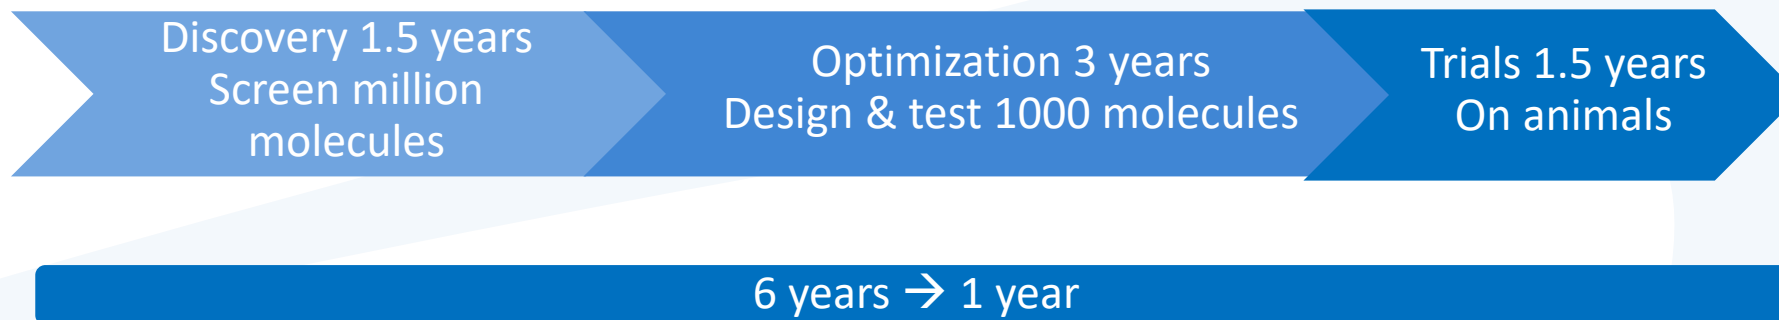 Discovery 1.5 years
Screen million
molecules
Optimization 3 years
Design & test 1000 molecules
Trials 1.5 years
On animals
6 years → 1 year